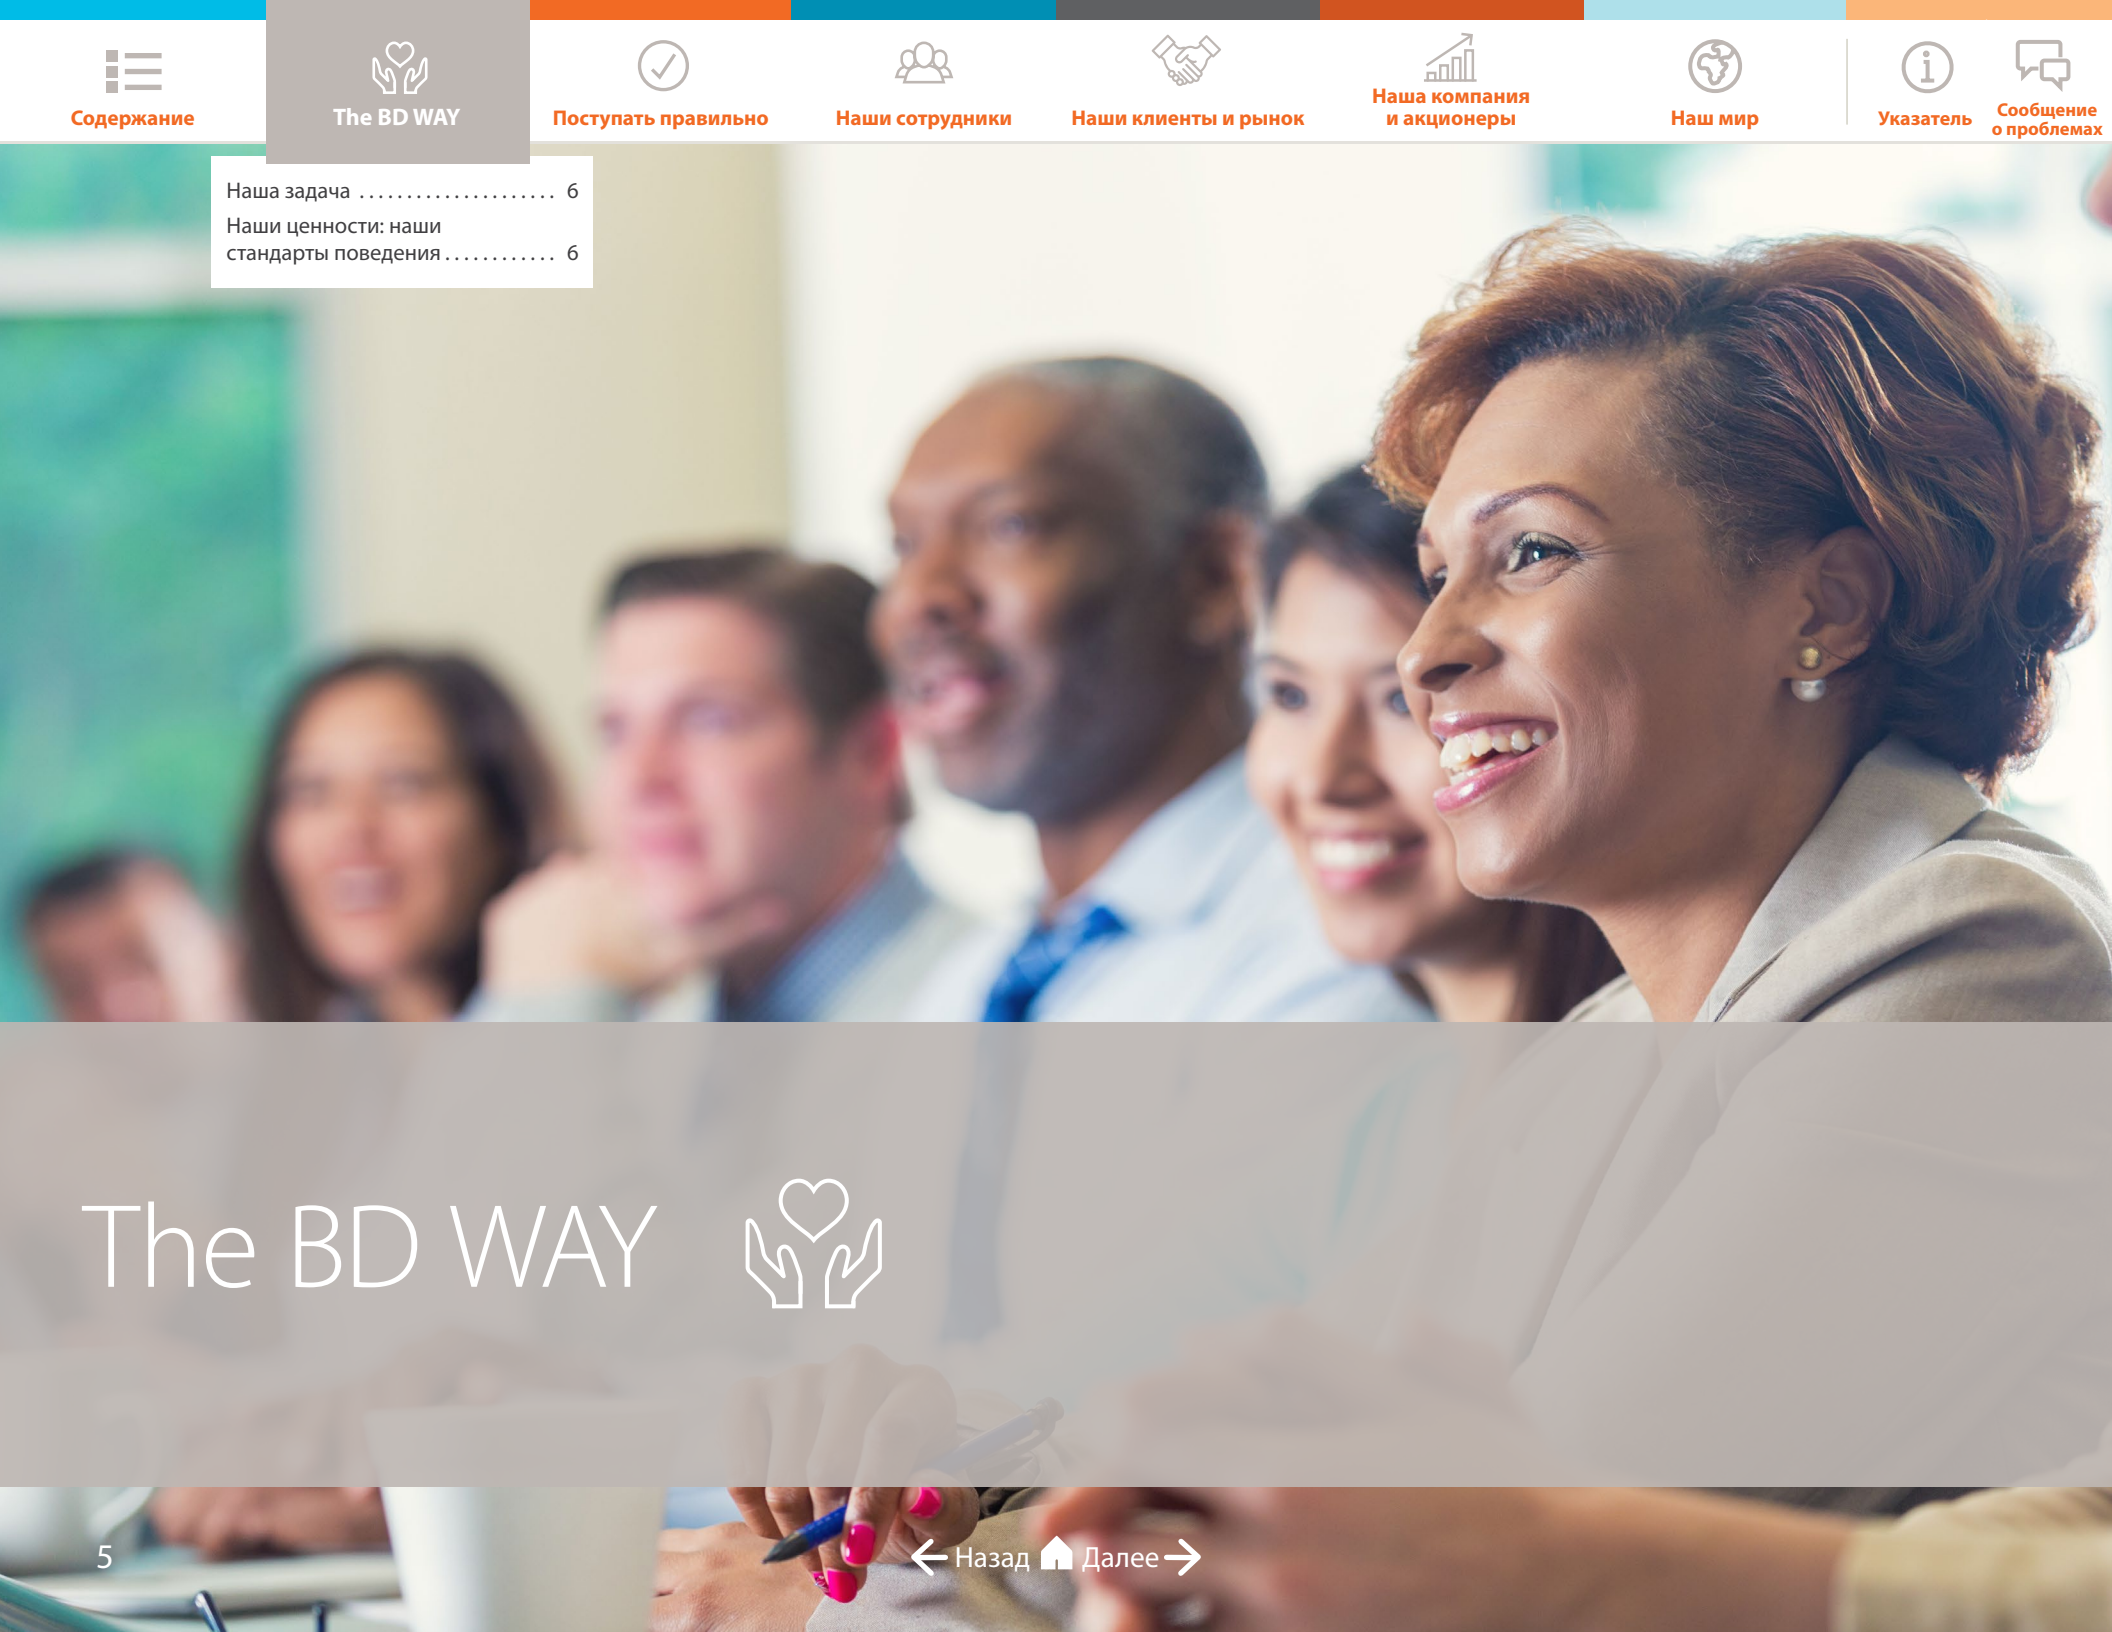 Содержание
The BD WAY
Поступать правильно
Наши сотрудники
Наши клиенты и рынок
Наша компания
и акционеры
Наш мир
Указатель
Сообщение
о проблемах
Наша задача ..................... 6
Наши ценности: наши
стандарты поведения ............ 6
The BD WAY
5
Назад Далее